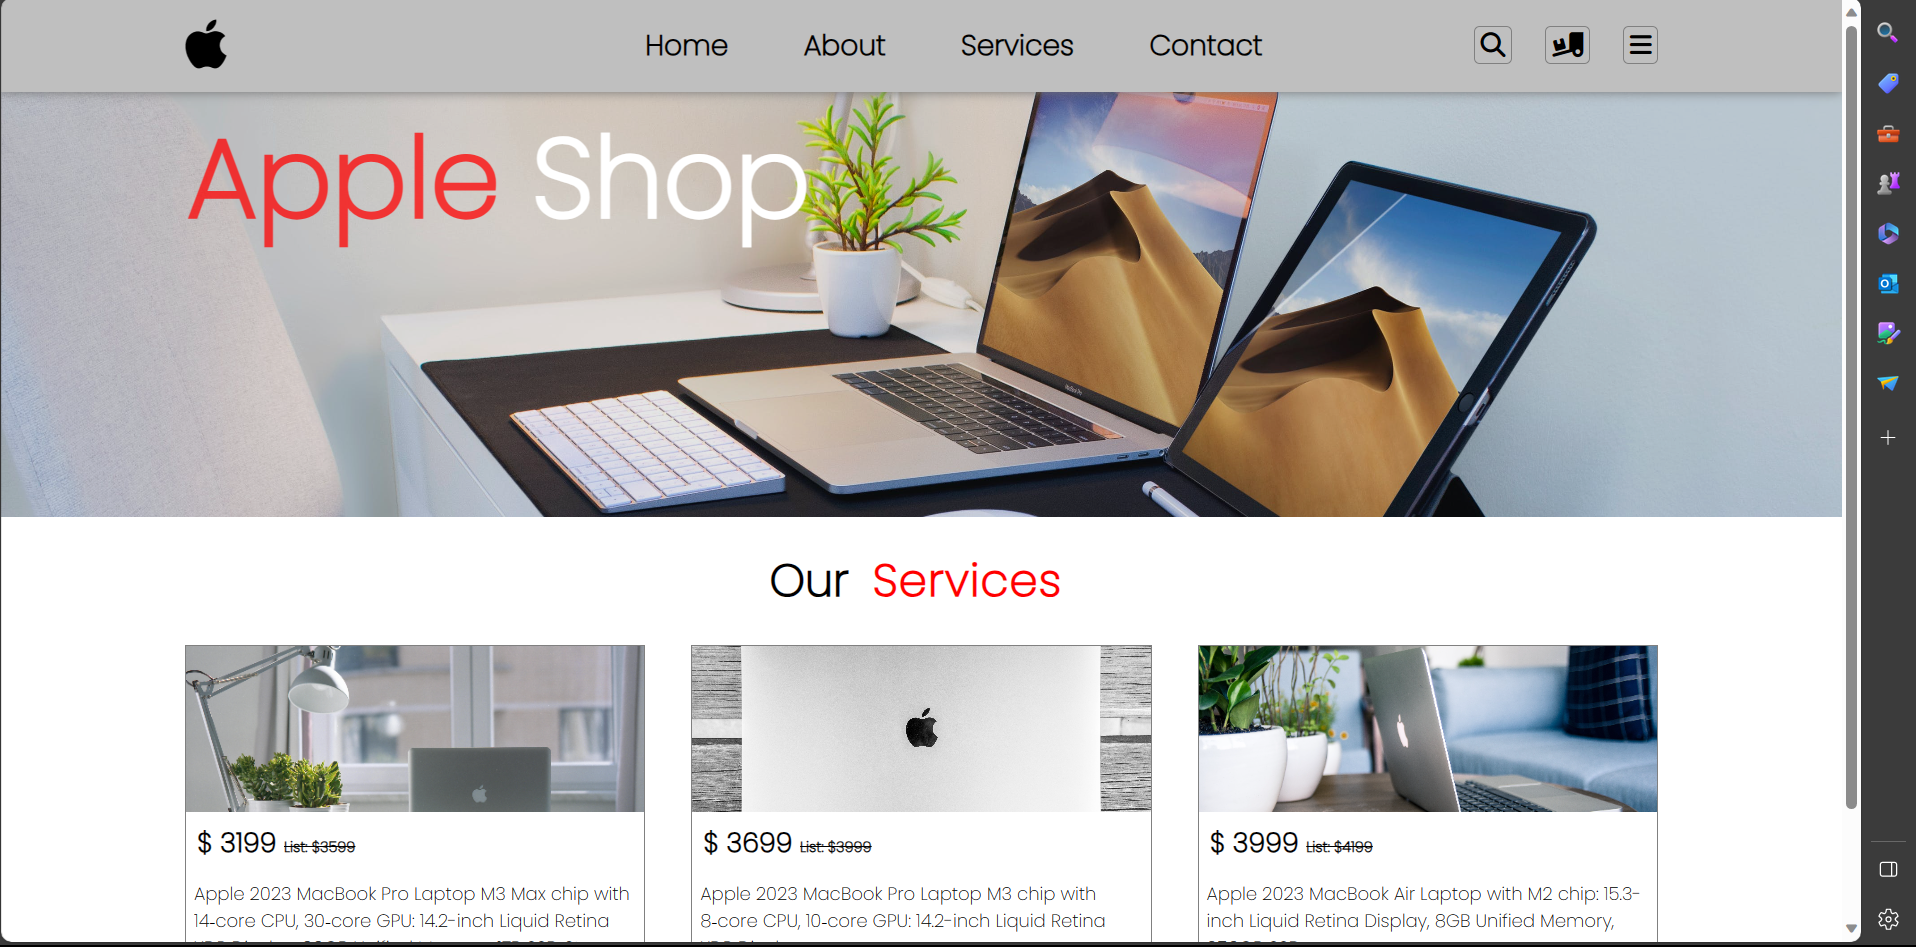 Home About Services Contact
Apple Shop
Our Services
$ 3199 List: $3599
Apple 2023 MacBook Pro Laptop M3 Max chip with
14-core CPU, 30-core GPU: 14.2-inch Liquid Retina
$ 3699 List: $3999
Apple 2023 MacBook Pro Laptop M3 chip with
8-core CPU, 10-core GPU: 14.2-inch Liquid Retina
$ 3999 List: $4199
Apple 2023 MacBook Air Laptop with M2 chip: 15.3-
inch Liquid Retina Display, 8GB Unified Memory,